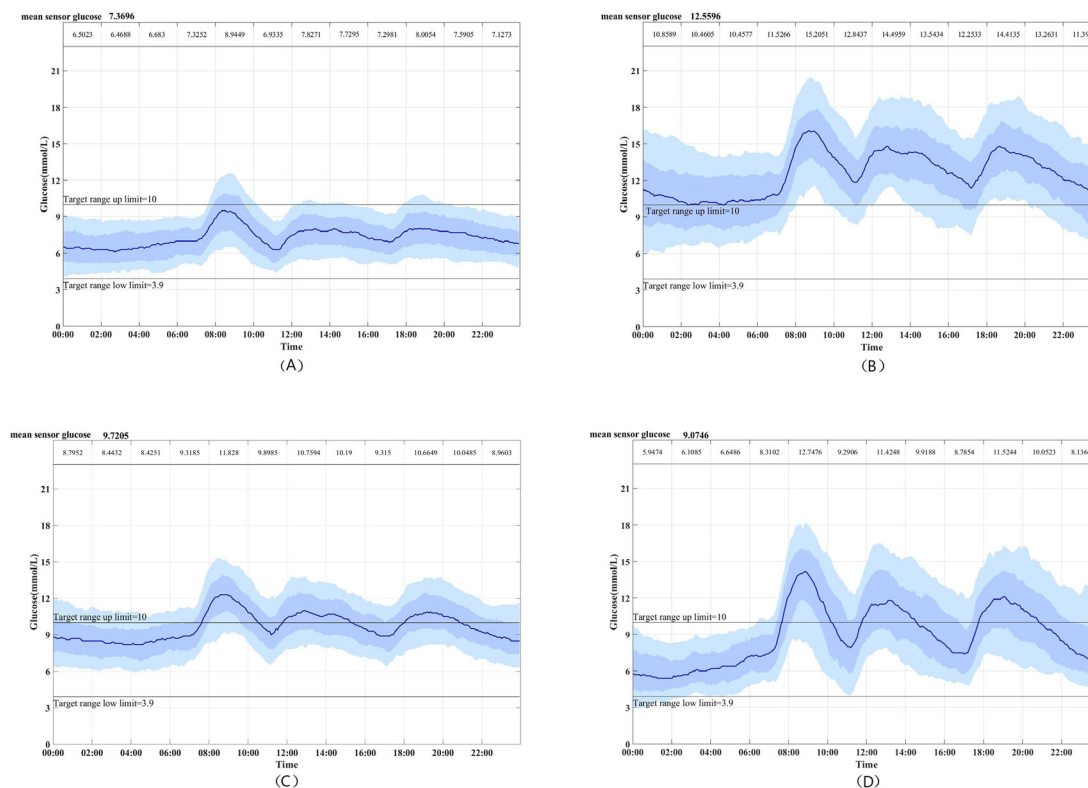 mean sensor glucose 7.3696
6.5023 6.4688 6.683 7.3252 8.9449 6.9335 7.8271 7.7295 7.2981 8.0054 7.5905 7.1273
21
18
15
12
9
6
3
0
Glucose(mmol/L)
Target range up limit=10
Target range low limit=3.9
00:00 02:00 04:00 06:00 08:00 10:00 12:00 14:00 16:00 18:00 20:00 22:00
Time
(A)
mean sensor glucose 12.5596
10.8589 10.4605 10.4577 11.5266 15.2051 12.8437 14.4959 13.5434 12.2533 14.4135 13.2631 11.39
21
18
15
12
9
6
3
0
Glucose(mmol/L)
Target range up limit=10
Target range low limit=3.9
00:00 02:00 04:00 06:00 08:00 10:00 12:00 14:00 16:00 18:00 20:00 22:00
Time
(B)
mean sensor glucose 9.7205
8.7952 8.4432 8.4251 9.3185 11.828 9.8985 10.7594 10.19 9.315 10.6649 10.0485 8.9603
21
18
15
12
9
6
3
0
Glucose(mmol/L)
Target range up limit=10
Target range low limit=3.9
00:00 02:00 04:00 06:00 08:00 10:00 12:00 14:00 16:00 18:00 20:00 22:00
Time
(C)
mean sensor glucose 9.0746
5.9474 6.1085 6.6486 8.3102 12.7476 9.2906 11.4248 9.9188 8.7854 11.5244 10.0523 8.136
21
18
15
12
9
6
3
0
Glucose(mmol/L)
Target range up limit=10
Target range low limit=3.9
00:00 02:00 04:00 06:00 08:00 10:00 12:00 14:00 16:00 18:00 20:00 22:00
Time
(D)